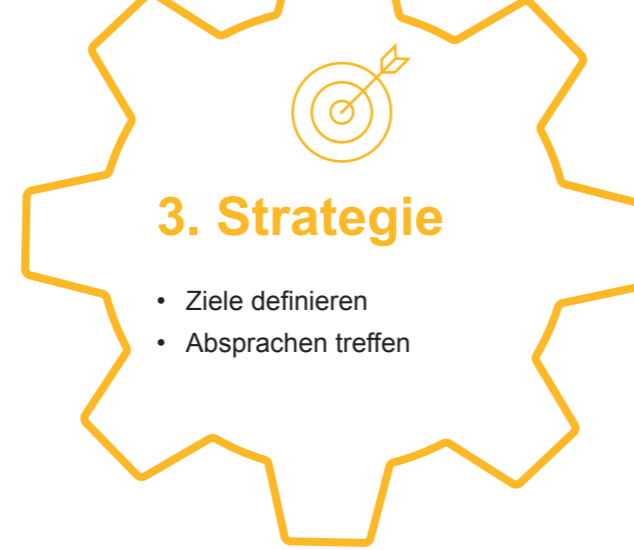 3. Strategie
• Ziele definieren
• Absprachen treffen